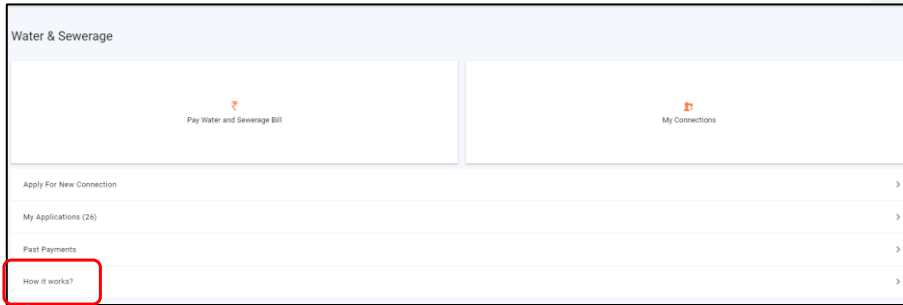 Water & Sewerage
₹
Pay Water and Sewerage Bill
My Connections
Apply For New Connection
My Applications (26)
Past Payments
How it works?